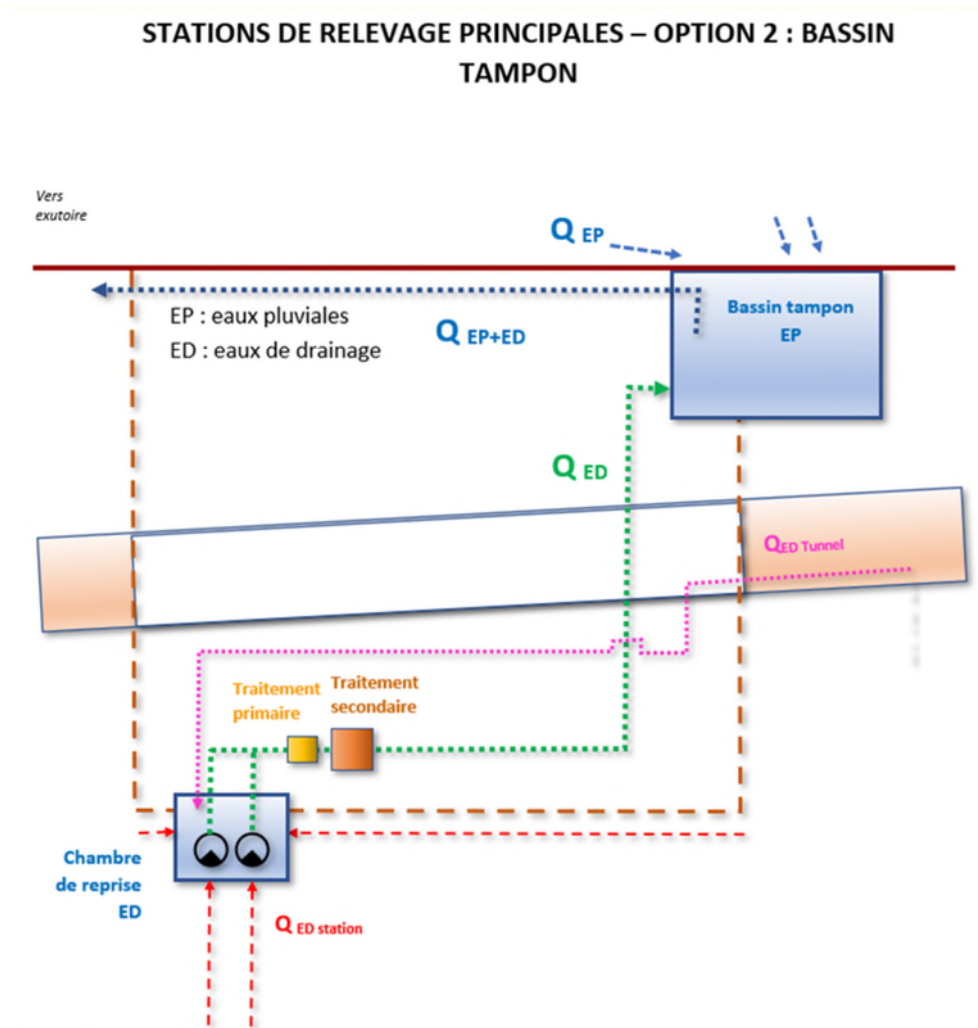 STATIONS DE RELEVAGE PRINCIPALES – OPTION 2 : BASSIN
TAMPON
Vers
exutoire
Q EP
Bassin tampon
EP
EP : eaux pluviales
ED : eaux de drainage
Q EP+ED
Q ED
QED Tunnel
Traitement
primaire
Traitement
secondaire
Chambre
de reprise
ED
Q ED station